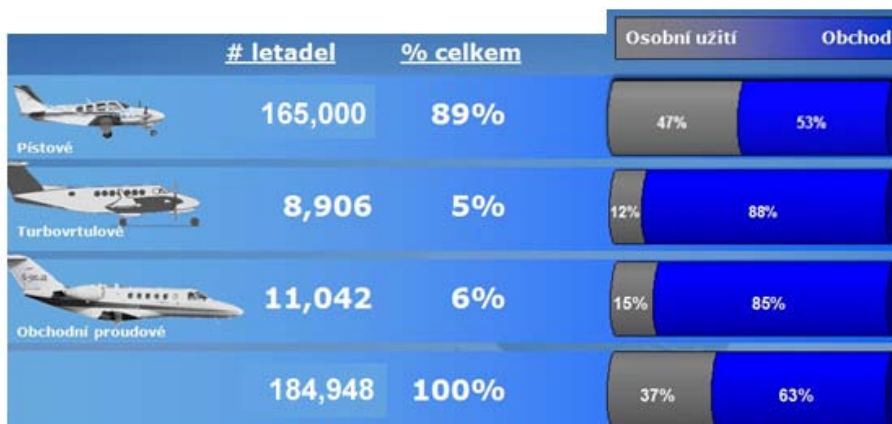 # letadel % celkem Osobní užití Obchod
165,000 89% 47% 53%
Pístové
8,906 5% 12% 88%
Turbovrtulové
11,042 6% 15% 85%
Obchodní proudové
184,948 100% 37% 63%